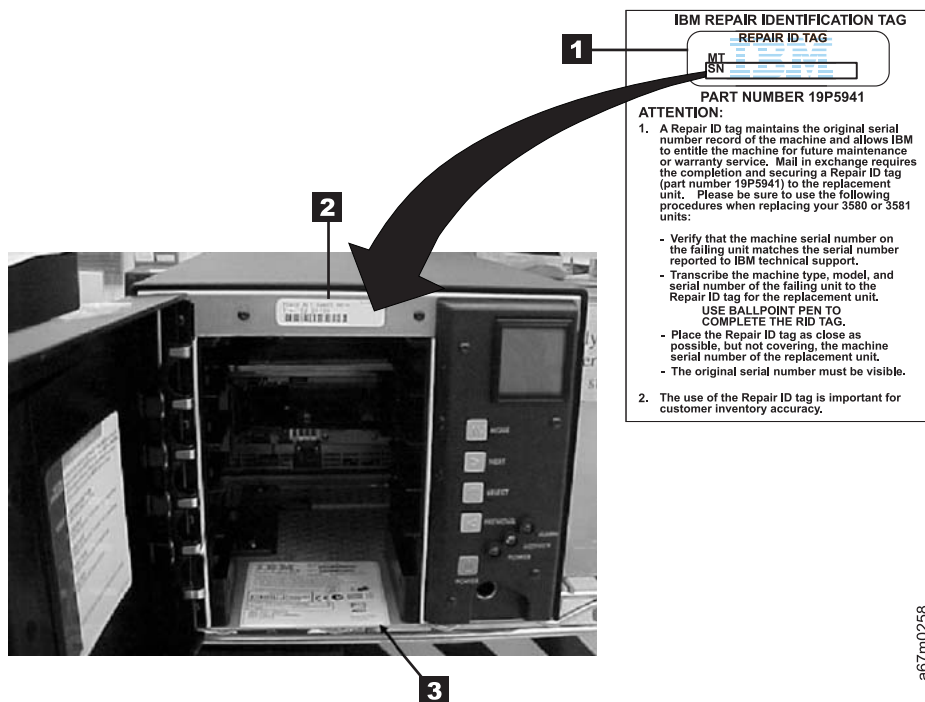 IBM REPAIR IDENTIFICATION TAG
REPAIR ID TAG
IBM
MT
SN
PART NUMBER 19P5941
ATTENTION:
1. A Repair ID tag maintains the original serial
number record of the machine and allows IBM
to entitle the machine for future maintenance
or warranty service. Mail in exchange requires
the completion and securing a Repair ID tag
(part number 19P5941) to the replacement
unit. Please be sure to use the following
procedures when replacing your 3580 or 3581
units:
- Verify that the machine serial number on
the failing unit matches the serial number
reported to IBM technical support.
- Transcribe the machine type, model, and
serial number of the failing unit to the
Repair ID tag for the replacement unit.
USE BALLPOINT PEN TO
COMPLETE THE RID TAG.
- Place the Repair ID tag as close as
possible, but not covering, the machine
serial number of the replacement unit.
- The original serial number must be visible.
2. The use of the Repair ID tag is important for
customer inventory accuracy.
1
2
MODE
NEXT
SELECT
PREVIOUS
ALARM
ACTIVITY
POWER
POWER
IBM
3
a67m0258